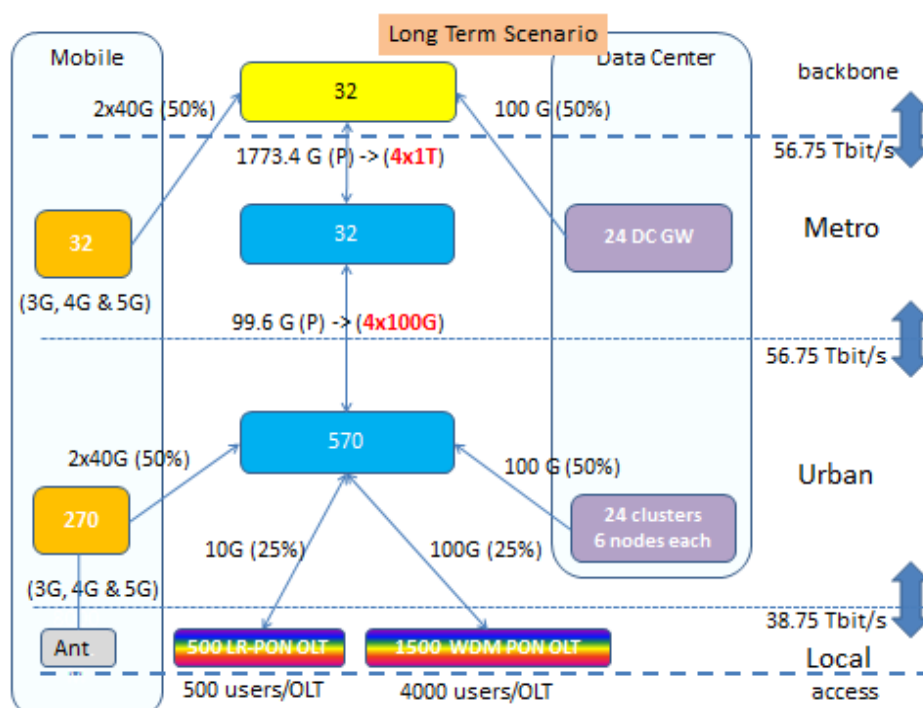 Long Term Scenario
Mobile
Data Center
backbone
32
2x40G (50%)
100 G (50%)
1773.4 G (P) -> (4x1T)
56.75 Tbit/s
32
32
24 DC GW
Metro
(3G, 4G & 5G)
99.6 G (P) -> (4x100G)
56.75 Tbit/s
570
2x40G (50%)
100 G (50%)
Urban
270
24 clusters
6 nodes each
10G (25%)
100G (25%)
(3G, 4G & 5G)
38.75 Tbit/s
Ant
500 LR-PON OLT
1500 WDM PON OLT
Local
500 users/OLT
4000 users/OLT
access